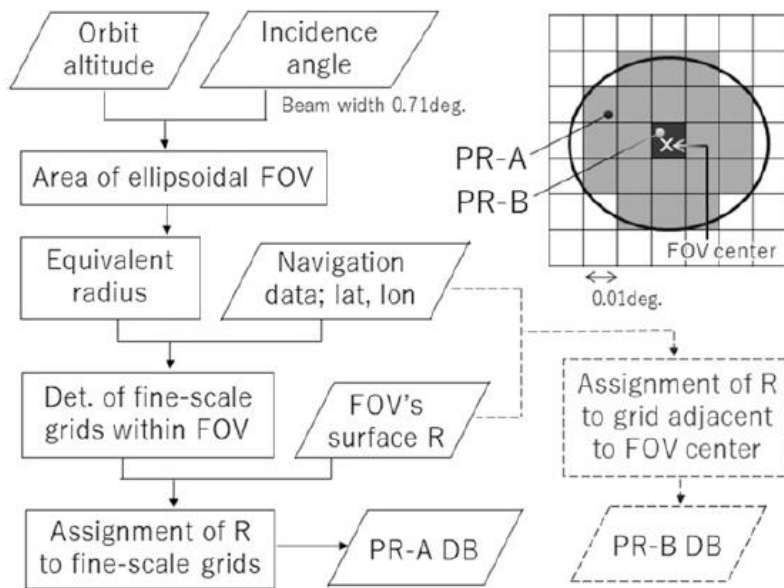 Orbit
altitude
Incidence
angle
Beam width 0.71deg.
Area of ellipsoidal FOV
Equivalent
radius
Navigation
data; lat, lon
Det. of fine-scale
grids within FOV
FOV's
surface R
Assignment of R
to fine-scale grids
PR-A DB
PR-A
PR-B
FOV center
0.01deg.
Assignment of R
to grid adjacent
to FOV center
PR-B DB